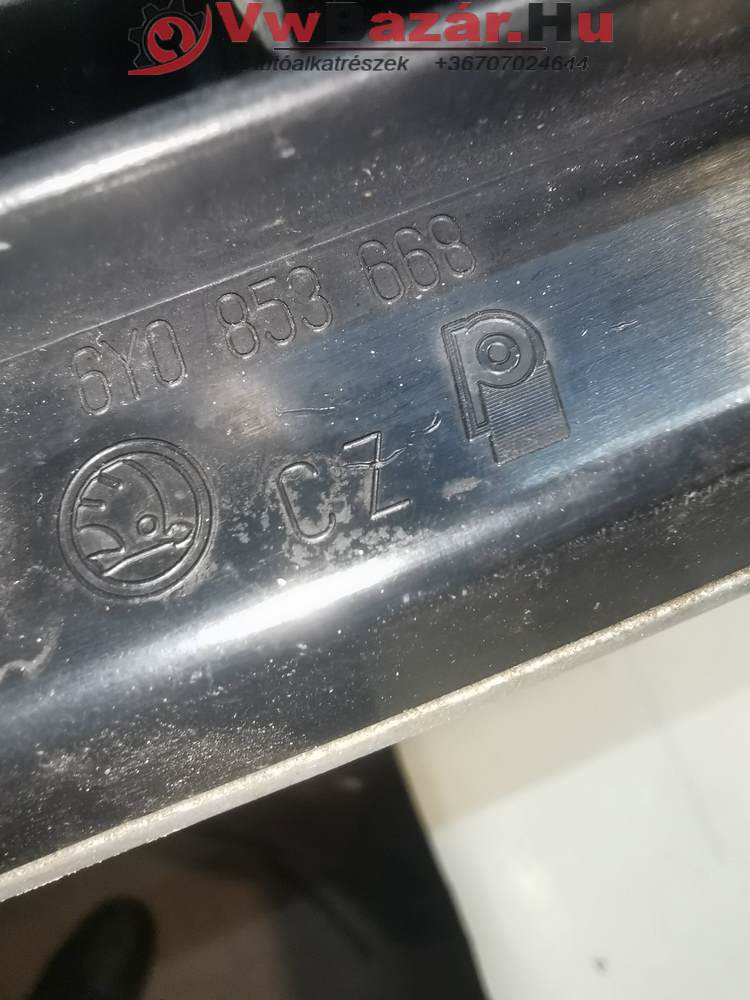 VwBazár.Hu
Autóalkatrészek +36707024644
6Y0 853 668
CZ